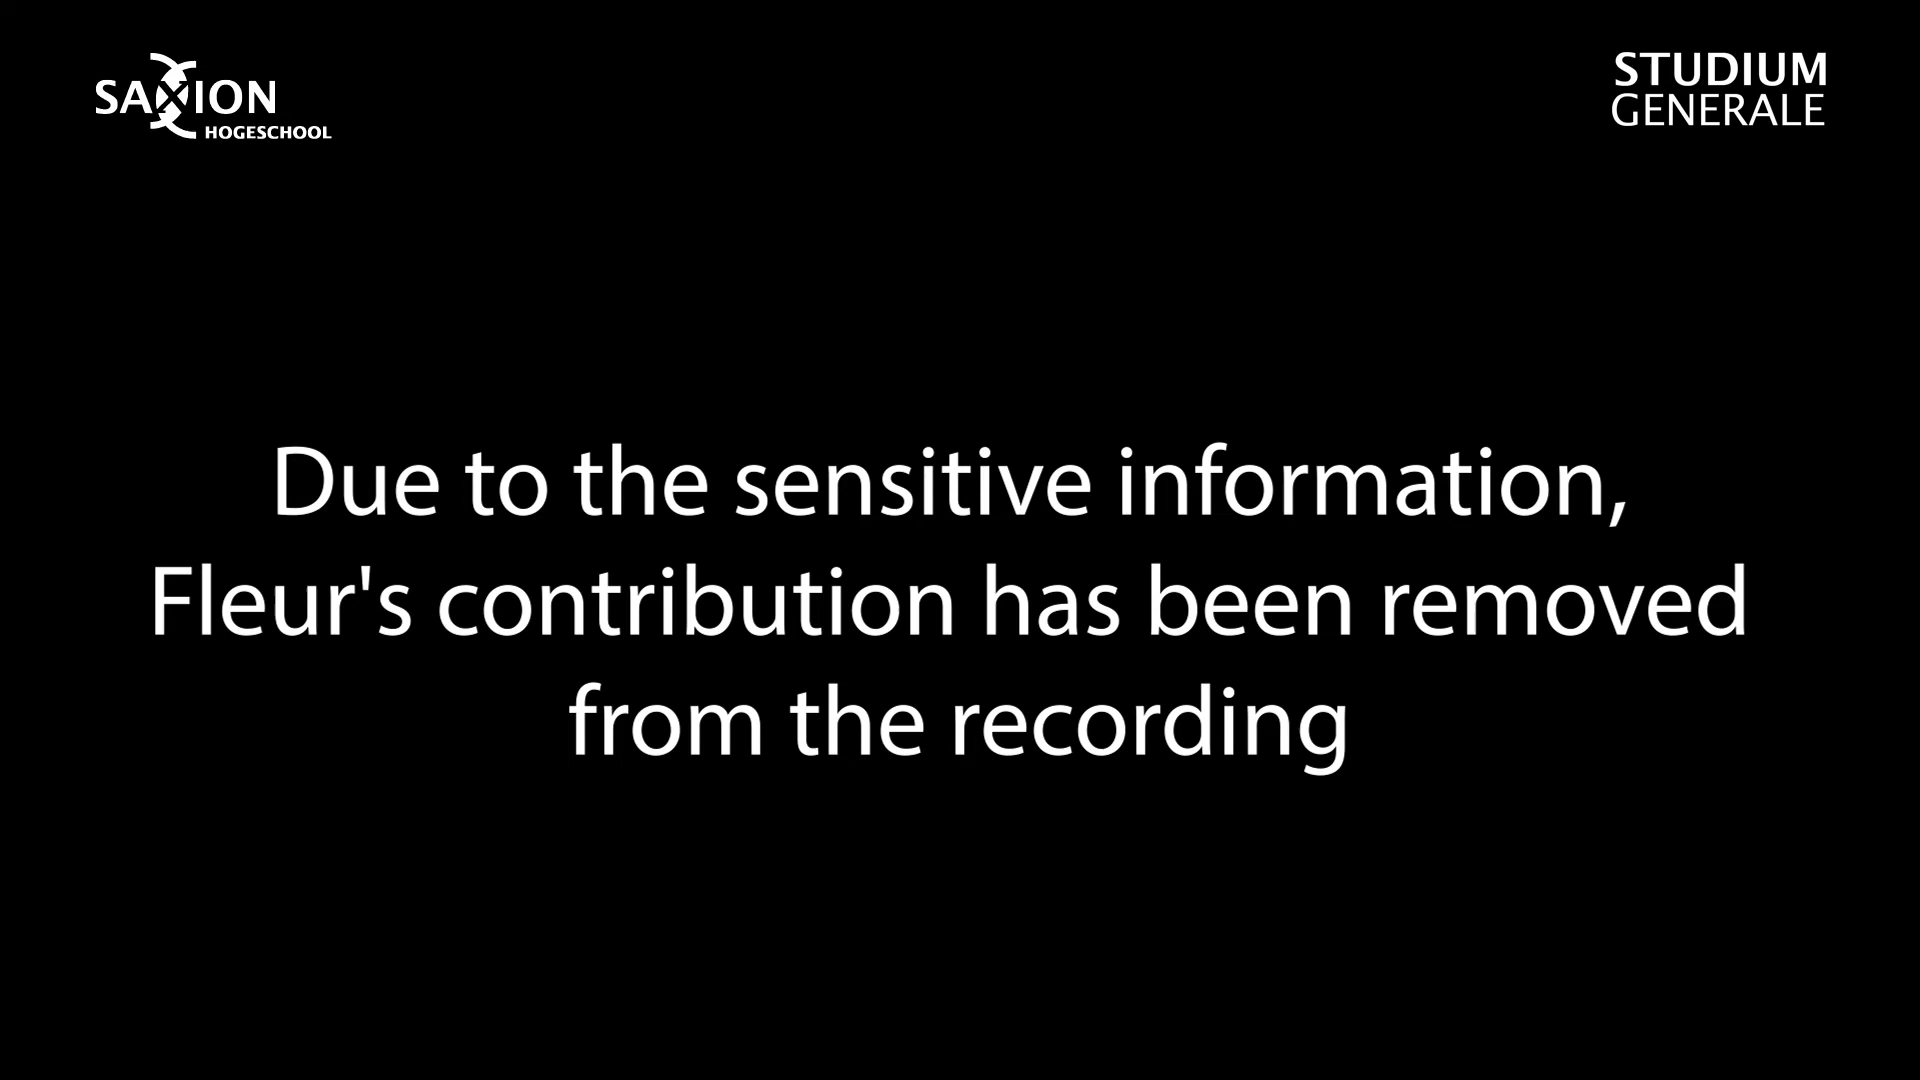 SAXION
HOGESCHOOL
STUDIUM
GENERALE
Due to the sensitive information,
Fleur's contribution has been removed
from the recording